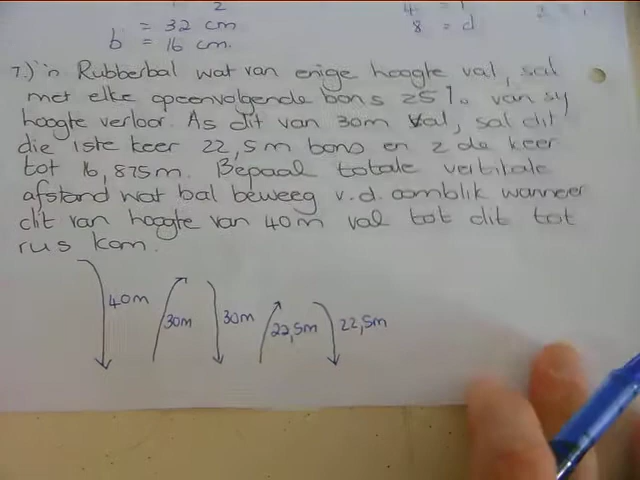 2
= 32 cm
b = 16 cm.
8 = d
7.) 'n Rubberbal wat van enige hoogte val, sal
met elke opeenvolgende bons 25% van sy
hoogte verloor. As dit van 30m val, sal dit
die 1ste keer 22,5m bons en 2de keer
tot 16,875m. Bepaal totale vertikale
afstand wat bal beweeg v.d. oomblik wanneer
dit van hoogte van 40m val tot dit tot
rus kom.
40m 30m 30m 22,5m 22,5m